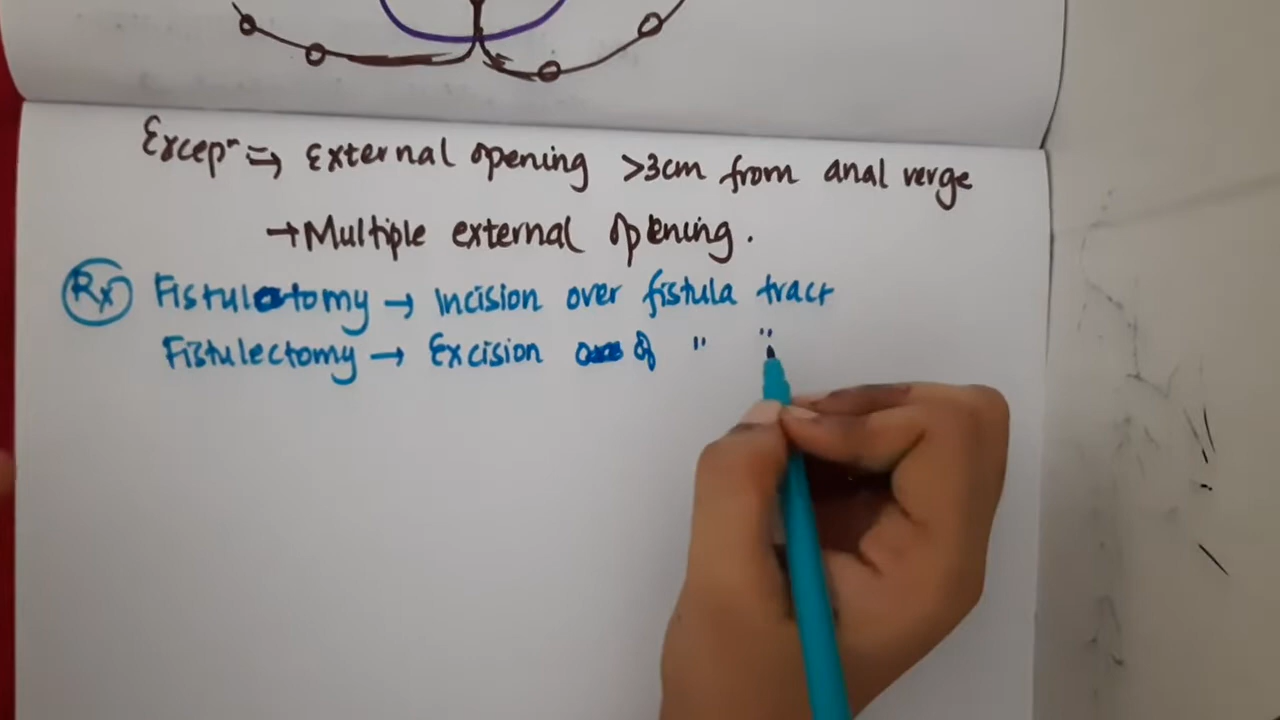 Excepⁿ ⇒ External opening >3cm from anal verge
→ Multiple external opening.
Rx Fistulotomy → Incision over fistula tract
Fistulectomy → Excision of " "